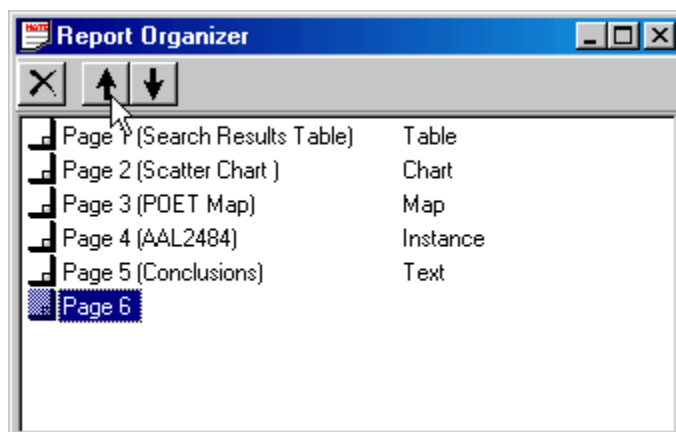 NOTE
Report Organizer
Page 1 (Search Results Table) Table
Page 2 (Scatter Chart ) Chart
Page 3 (POET Map) Map
Page 4 (AAL2484) Instance
Page 5 (Conclusions) Text
Page 6